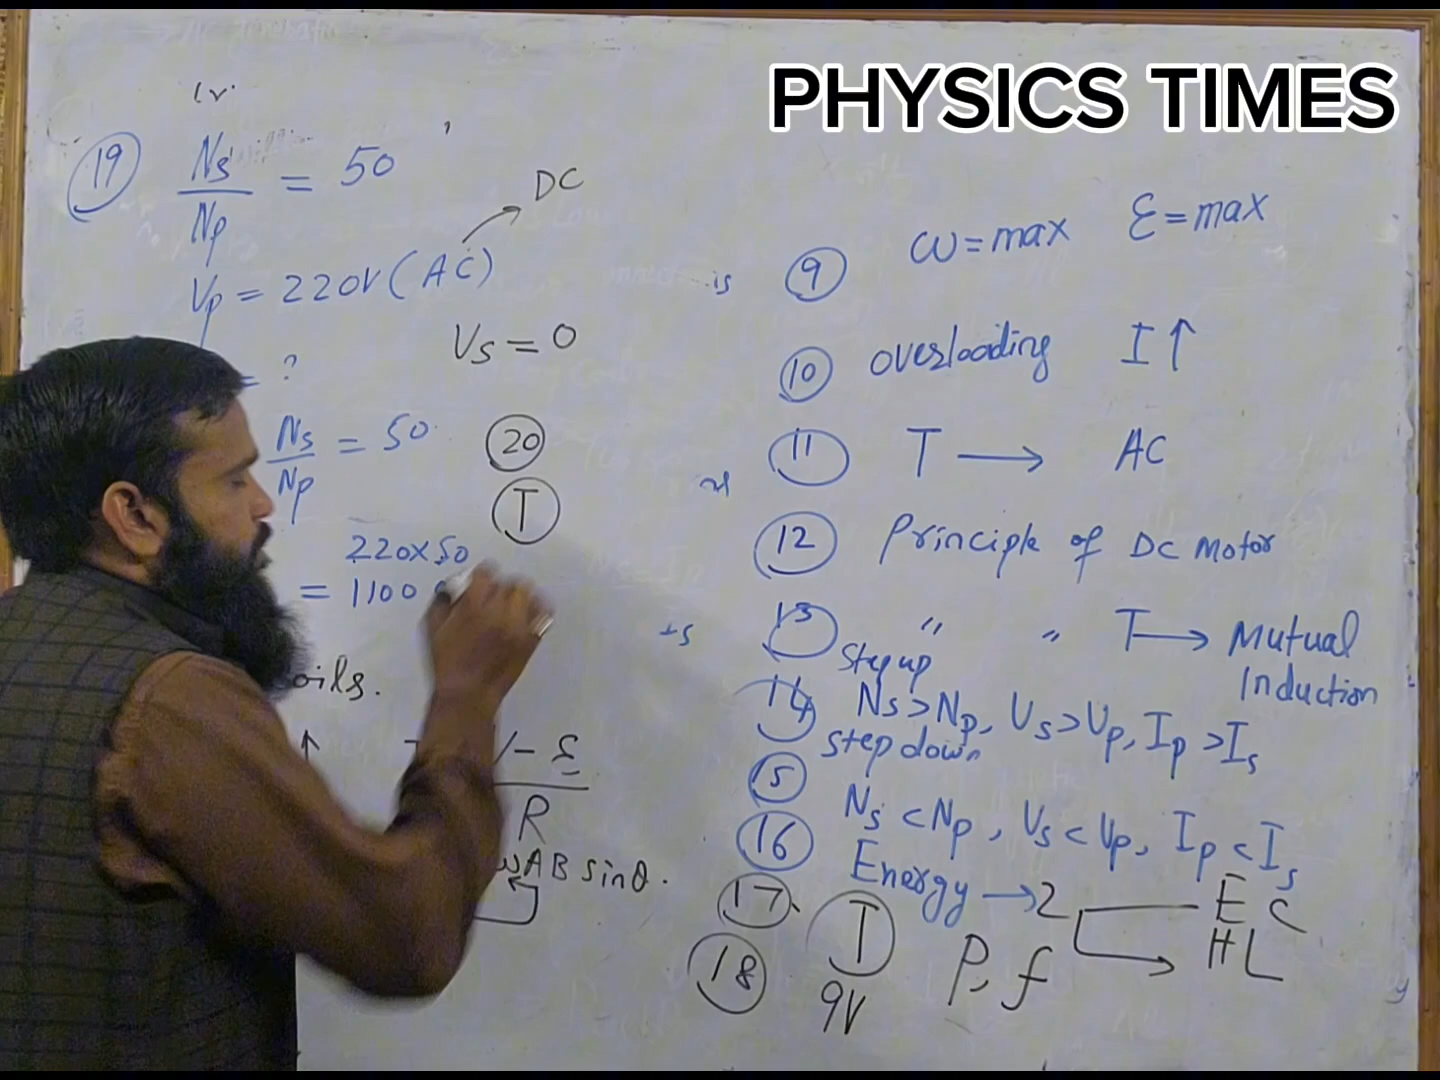 PHYSICS TIMES
19 Ns/Np = 50
DC
Vp = 220V (AC)
Vs = 0
= ?
Ns/Np = 50
220×50
= 1100
oils.
- ε
R
ωAB sinθ.
20
T
9 ω = max ε = max
10 overloading I↑
11 T → AC
12 Principle of DC Motor
13 " " T → Mutual
Induction
Step up
14 Ns > Np, Vs > Vp, Ip > Is
step down
15 Ns < Np, Vs < Vp, Ip < Is
16 Energy → 2 E C
H L
17 T P, f
18 9V